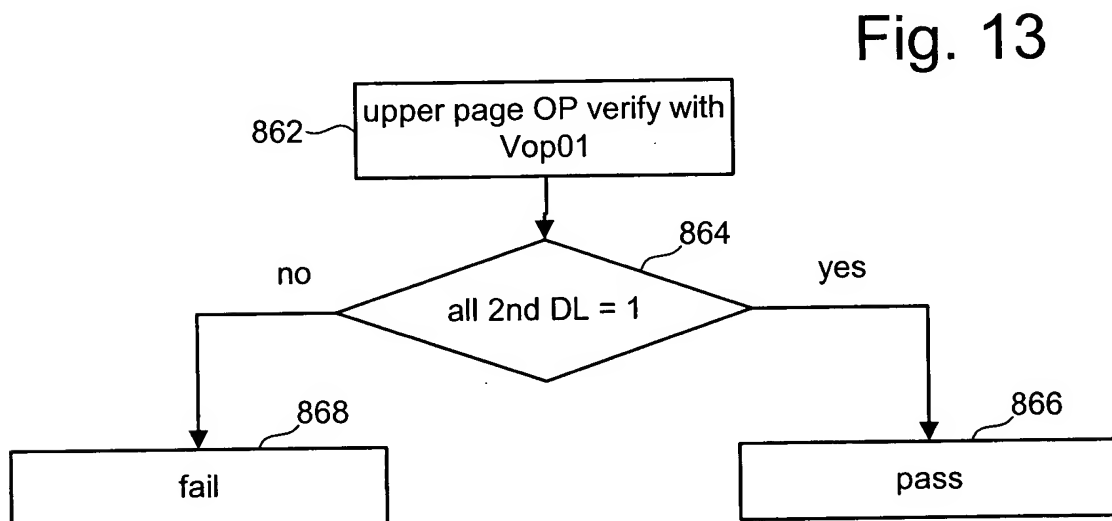 Fig. 13
upper page OP verify with
Vop01
862
864
no
yes
all 2nd DL = 1
868
866
fail
pass